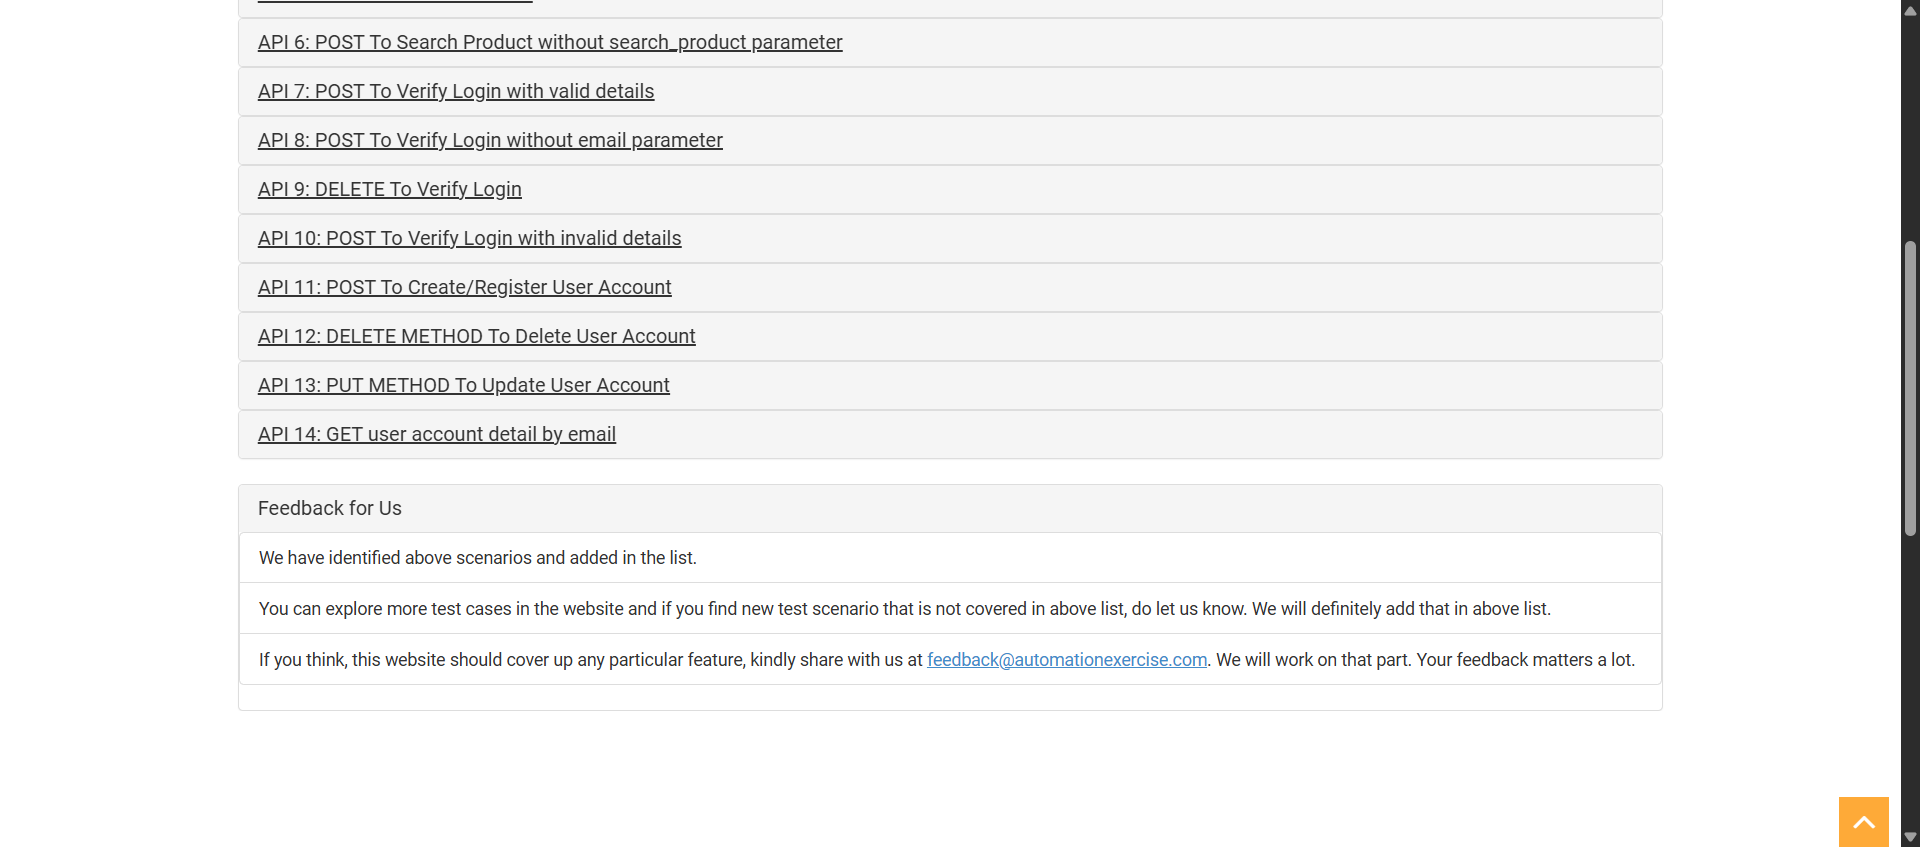 API 6: POST To Search Product without search_product parameter
API 7: POST To Verify Login with valid details
API 8: POST To Verify Login without email parameter
API 9: DELETE To Verify Login
API 10: POST To Verify Login with invalid details
API 11: POST To Create/Register User Account
API 12: DELETE METHOD To Delete User Account
API 13: PUT METHOD To Update User Account
API 14: GET user account detail by email
Feedback for Us
We have identified above scenarios and added in the list.
You can explore more test cases in the website and if you find new test scenario that is not covered in above list, do let us know. We will definitely add that in above list.
If you think, this website should cover up any particular feature, kindly share with us at feedback@automationexercise.com. We will work on that part. Your feedback matters a lot.